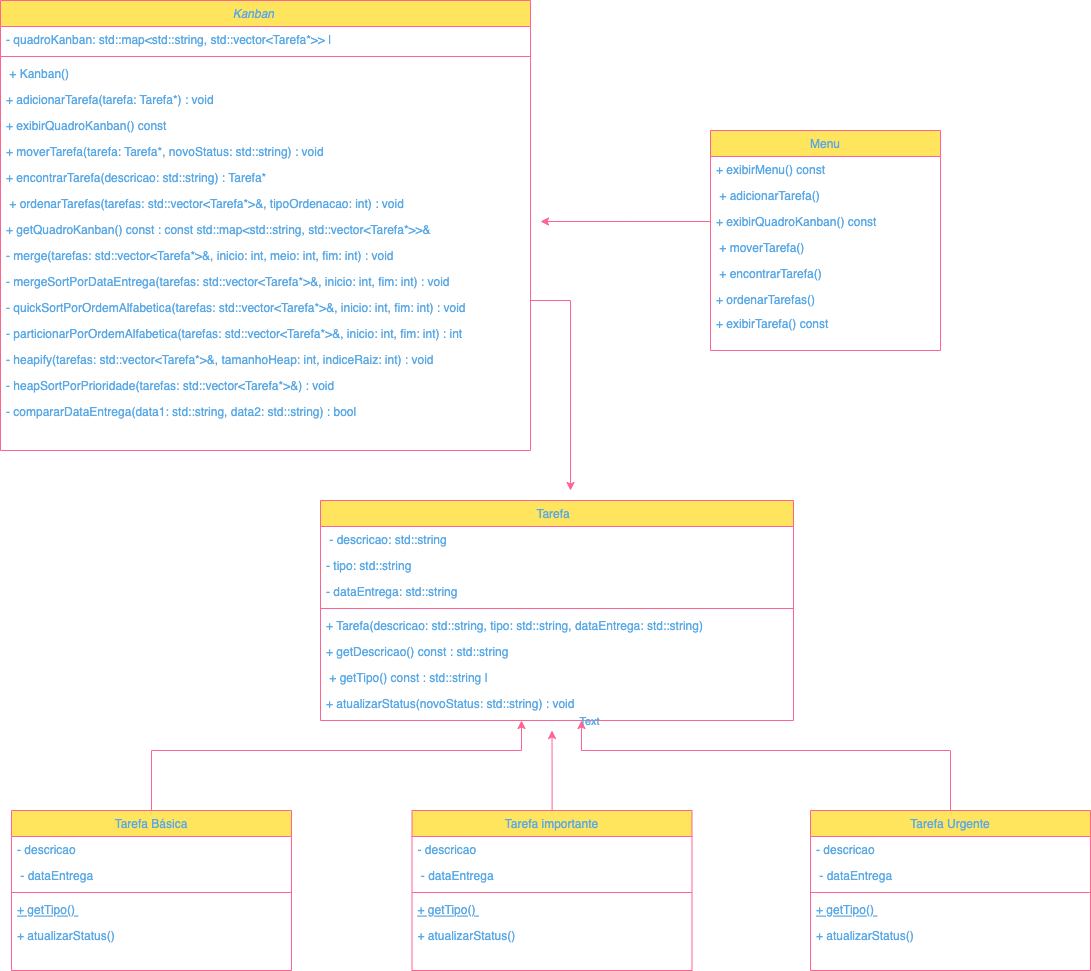 Kanban
- quadroKanban: std::map<std::string, std::vector<Tarefa*>> |
+ Kanban()
+ adicionarTarefa(tarefa: Tarefa*) : void
+ exibirQuadroKanban() const
+ moverTarefa(tarefa: Tarefa*, novoStatus: std::string) : void
+ encontrarTarefa(descricao: std::string) : Tarefa*
+ ordenarTarefas(tarefas: std::vector<Tarefa*>&, tipoOrdenacao: int) : void
+ getQuadroKanban() const : const std::map<std::string, std::vector<Tarefa*>>&
- merge(tarefas: std::vector<Tarefa*>&, inicio: int, meio: int, fim: int) : void
- mergeSortPorDataEntrega(tarefas: std::vector<Tarefa*>&, inicio: int, fim: int) : void
- quickSortPorOrdemAlfabetica(tarefas: std::vector<Tarefa*>&, inicio: int, fim: int) : void
- particionarPorOrdemAlfabetica(tarefas: std::vector<Tarefa*>&, inicio: int, fim: int) : int
- heapify(tarefas: std::vector<Tarefa*>&, tamanhoHeap: int, indiceRaiz: int) : void
- heapSortPorPrioridade(tarefas: std::vector<Tarefa*>&) : void
- compararDataEntrega(data1: std::string, data2: std::string) : bool
Menu
+ exibirMenu() const
+ adicionarTarefa()
+ exibirQuadroKanban() const
+ moverTarefa()
+ encontrarTarefa()
+ ordenarTarefas()
+ exibirTarefa() const
Tarefa
- descricao: std::string
- tipo: std::string
- dataEntrega: std::string
+ Tarefa(descricao: std::string, tipo: std::string, dataEntrega: std::string)
+ getDescricao() const : std::string
+ getTipo() const : std::string |
+ atualizarStatus(novoStatus: std::string) : void
Text
Tarefa Básica
- descricao
- dataEntrega
+ getTipo()
+ atualizarStatus()
Tarefa importante
- descricao
- dataEntrega
+ getTipo()
+ atualizarStatus()
Tarefa Urgente
- descricao
- dataEntrega
+ getTipo()
+ atualizarStatus()